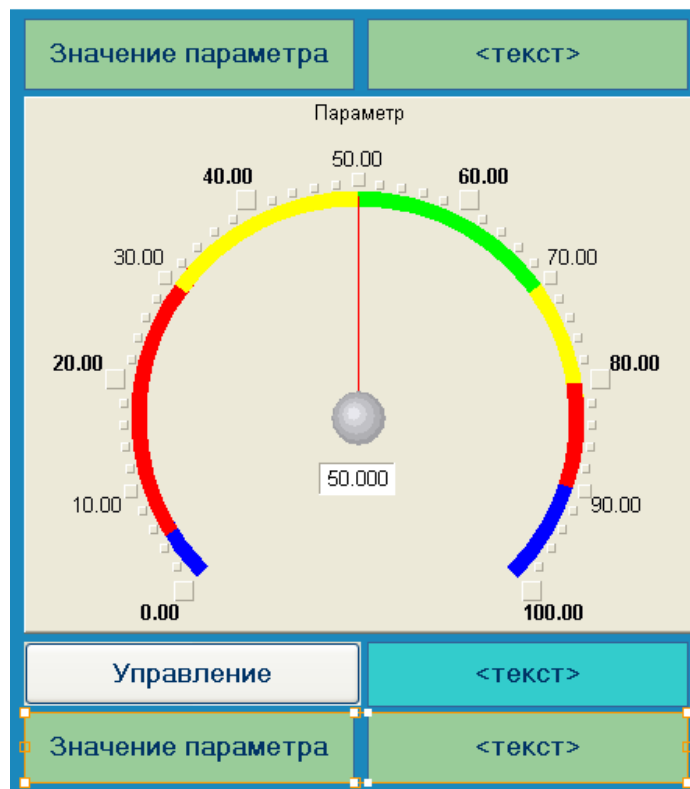 Значение параметра <текст>
Параметр
50.00
40.00 60.00
30.00 70.00
20.00 80.00
50.000
10.00 90.00
0.00 100.00
Управление <текст>
Значение параметра <текст>